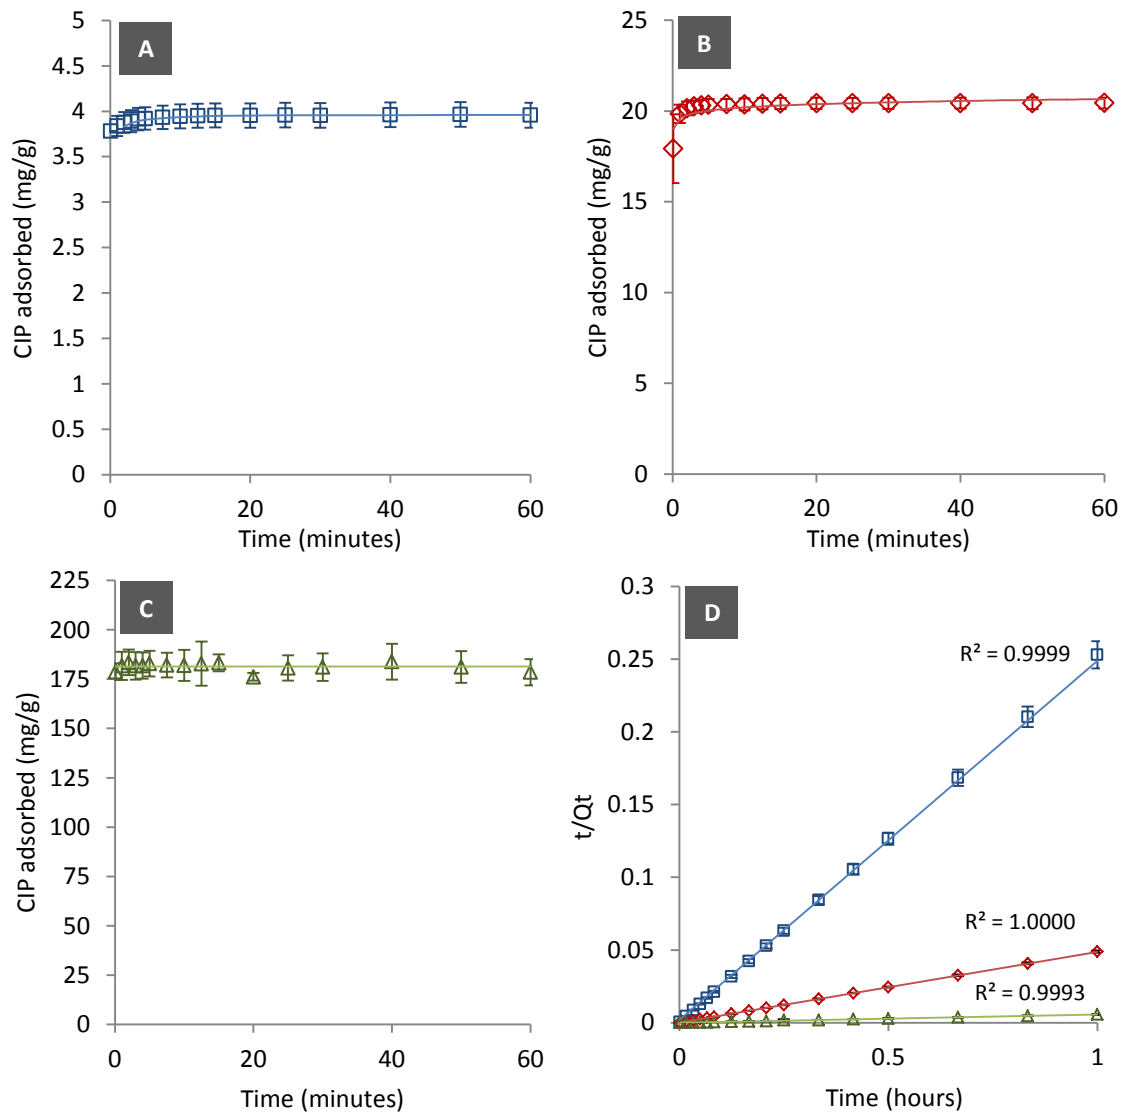 A
5
4.5
4
3.5
3
2.5
2
1.5
1
0.5
0
CIP adsorbed (mg/g)
0 20 40 60
Time (minutes)
B
25
20
15
10
5
0
CIP adsorbed (mg/g)
0 20 40 60
Time (minutes)
C
225
200
175
150
125
100
75
50
25
0
CIP adsorbed (mg/g)
0 20 40 60
Time (minutes)
D
0.3
0.25
0.2
0.15
0.1
0.05
0
t/Qt
R² = 0.9999
R² = 1.0000
R² = 0.9993
0 0.5 1
Time (hours)